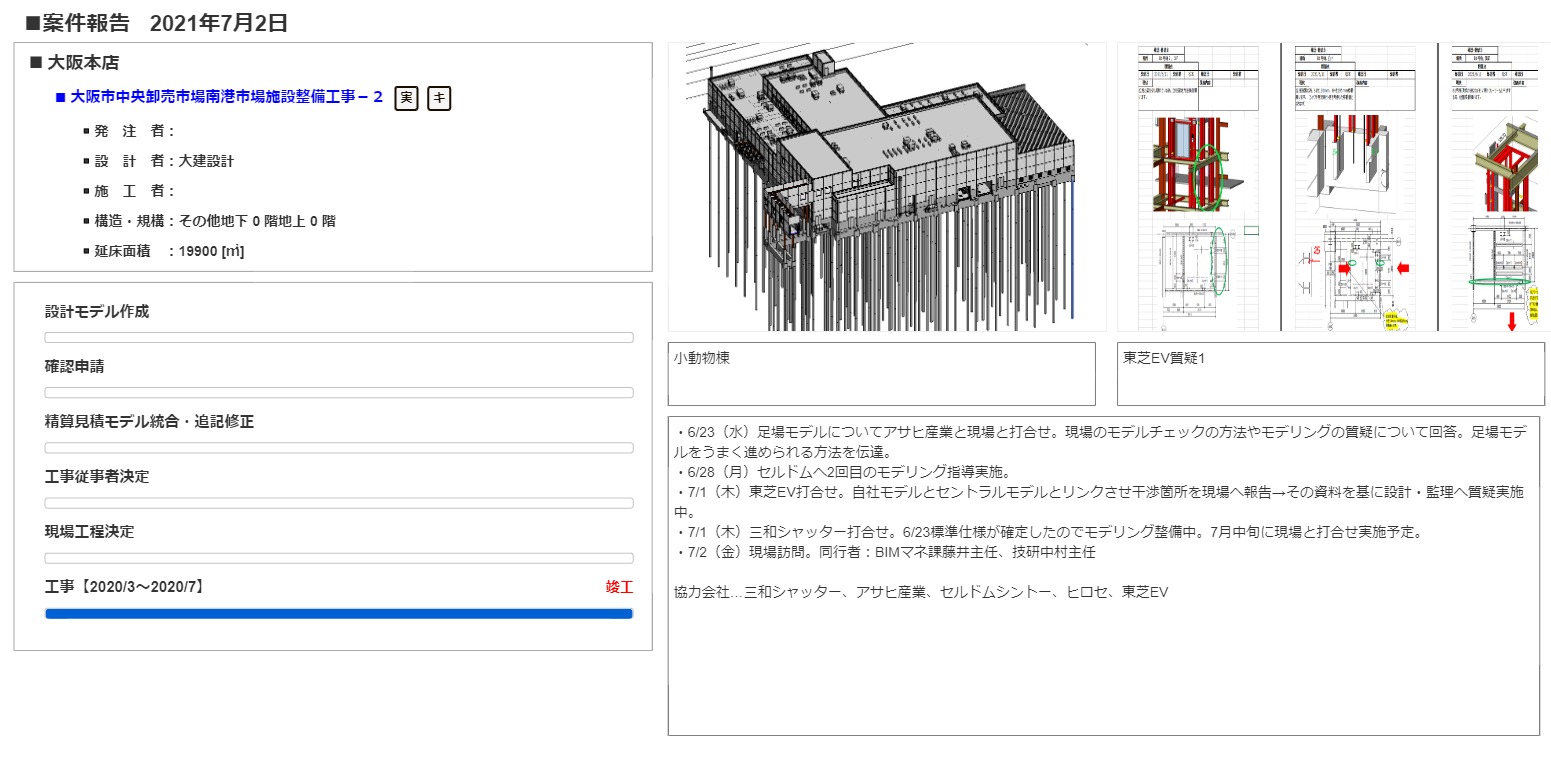 ■案件報告　2021年7月2日
■ 大阪本店
■ 大阪市中央卸売市場南港市場施設整備工事－２ 実 キ
▪ 発　注　者：
▪ 設　計　者：大建設計
▪ 施　工　者：
▪ 構造・規構：その他地下０階地上０階
▪ 延床面積　：19900 [㎡]
設計モデル作成
確認申請
精算見積モデル統合・追記修正
工事従事者決定
現場工程決定
工事【2020/3～2020/7】 竣工
小動物棟
東芝EV質疑1
・6/23（水）足場モデルについてアサヒ産業と現場と打合せ。現場のモデルチェックの方法やモデリングの質疑について回答。足場モデ
ルをうまく進められる方法を伝達。
・6/28（月）セルドムへ2回目のモデリング指導実施。
・7/1（木）東芝EV打合せ。自社モデルとセントラルモデルとリンクさせ干渉箇所を現場へ報告→その資料を基に設計・監理へ質疑実施
中。
・7/1（木）三和シャッター打合せ。6/23標準仕様が確定したのでモデリング整備中。7月中旬に現場と打合せ実施予定。
・7/2（金）現場訪問。同行者：BIMマネ課藤井主任、技研中村主任
協力会社…三和シャッター、アサヒ産業、セルドムシントー、ヒロセ、東芝EV